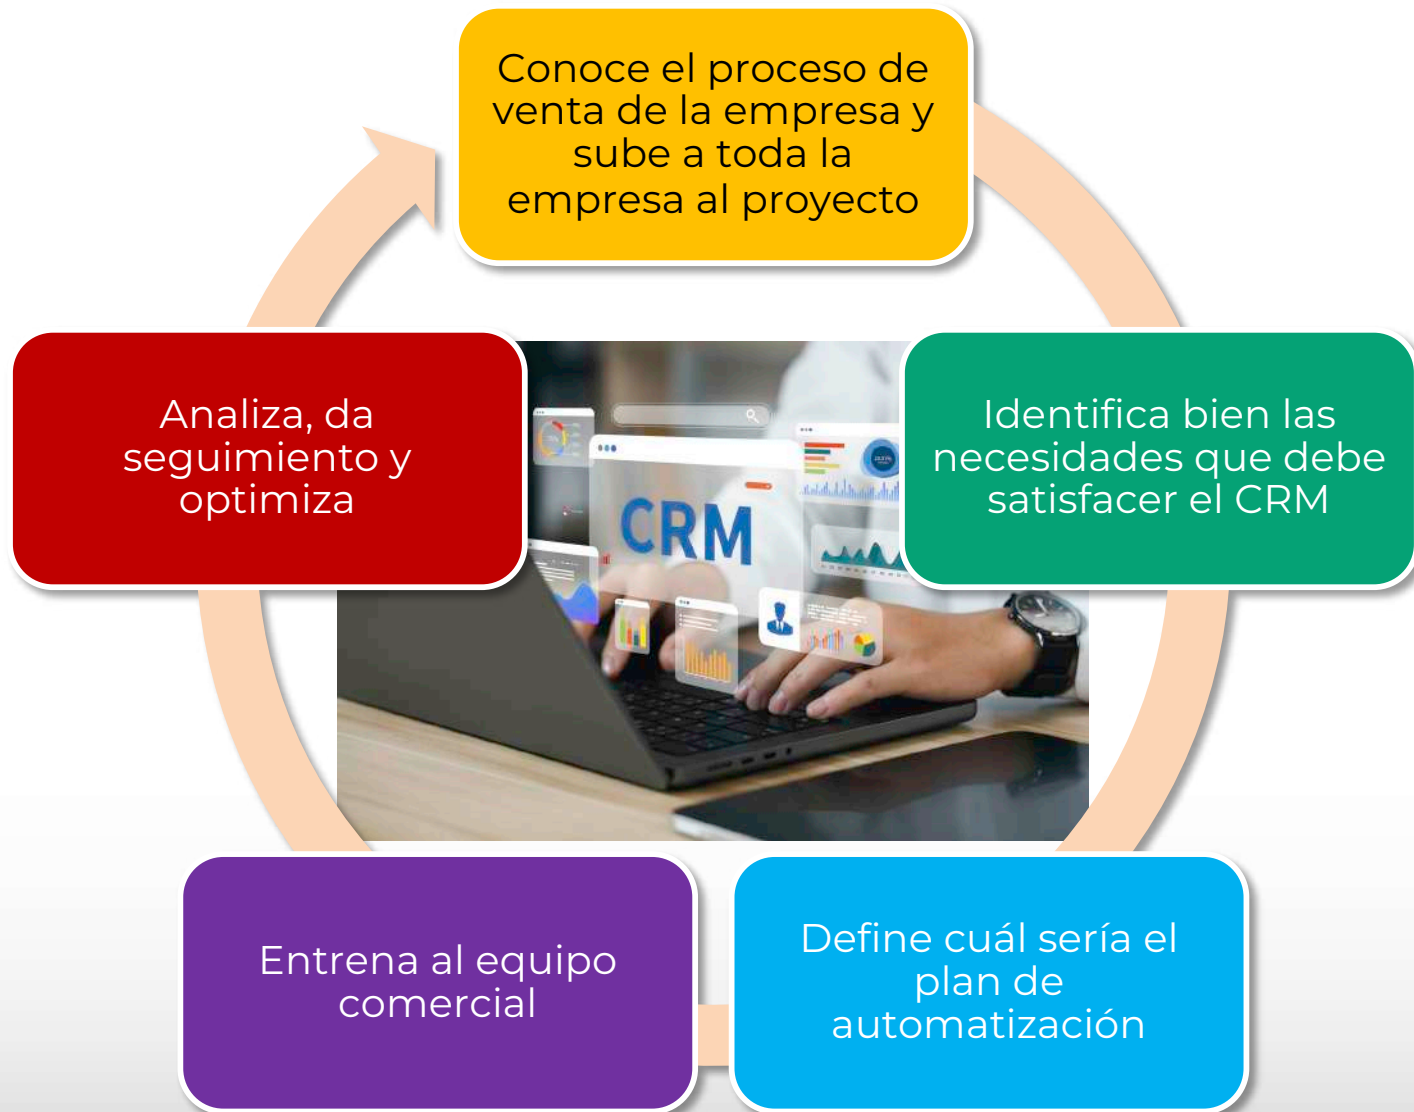 Conoce el proceso de
venta de la empresa y
sube a toda la
empresa al proyecto
Identifica bien las
necesidades que debe
satisfacer el CRM
Define cuál sería el
plan de
automatización
Entrena al equipo
comercial
Analiza, da
seguimiento y
optimiza
CRM